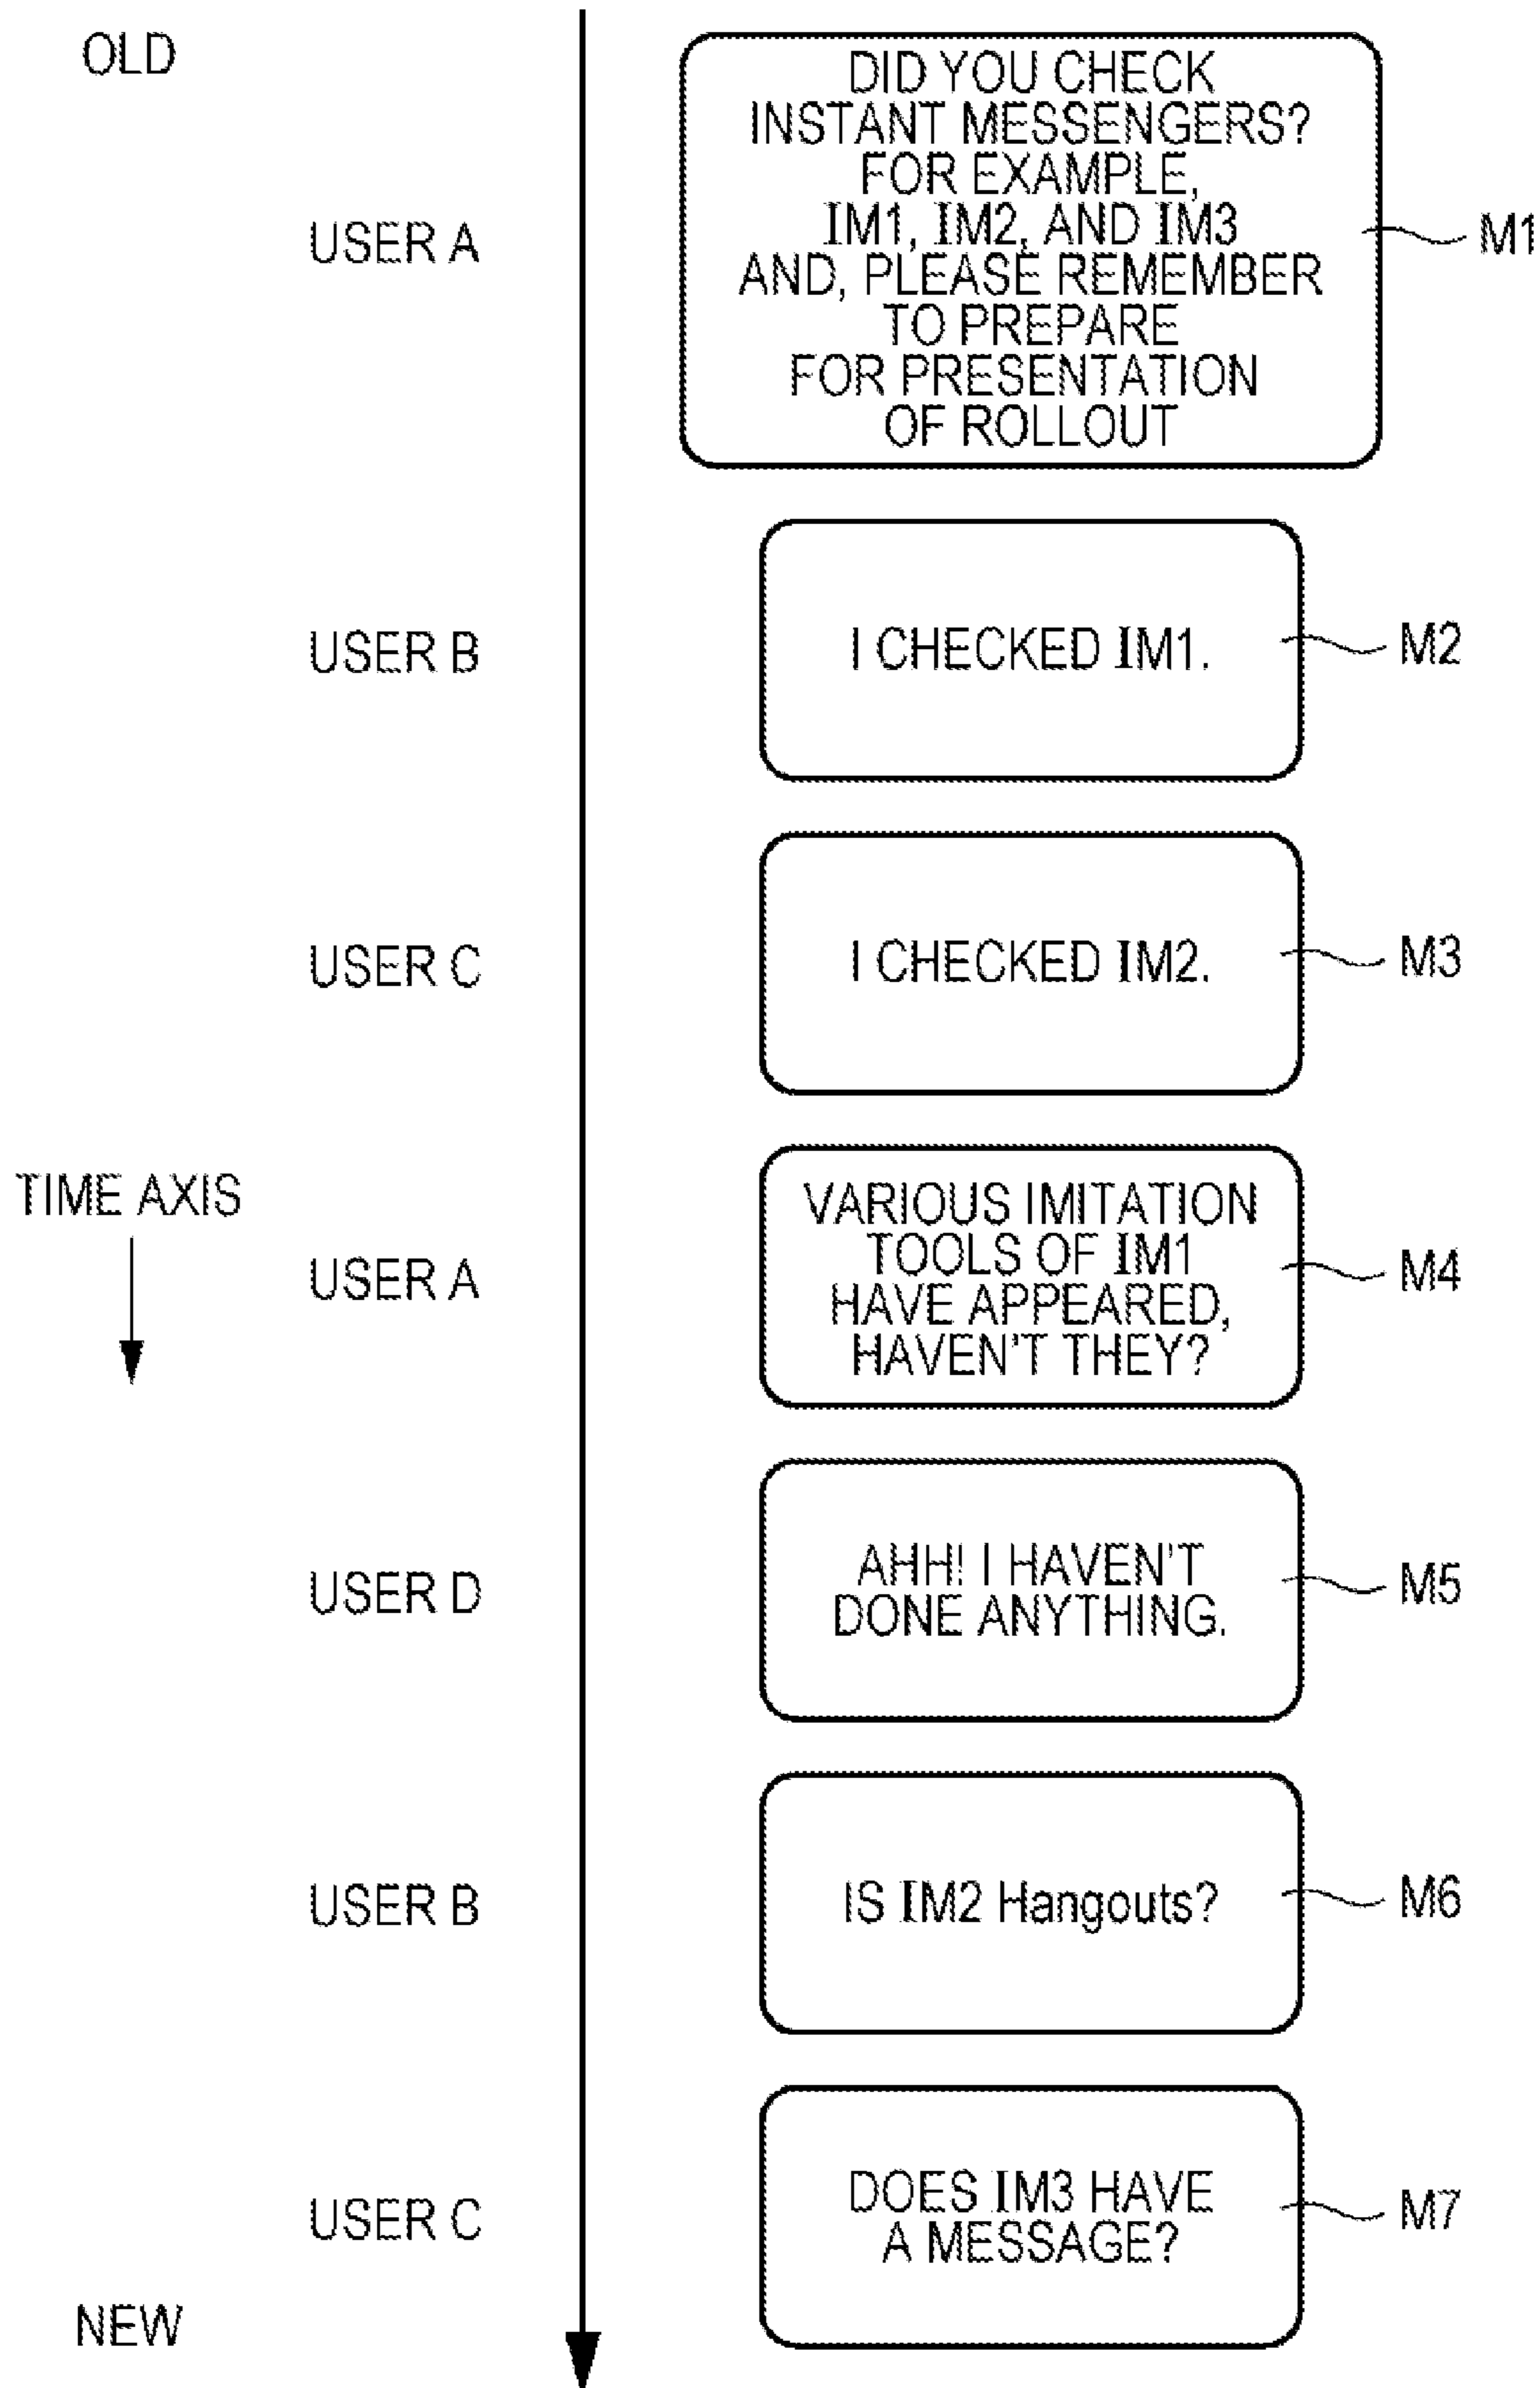 OLD
USER A
DID YOU CHECK
INSTANT MESSENGERS?
FOR EXAMPLE,
IM1, IM2, AND IM3
AND, PLEASE REMEMBER
TO PREPARE
FOR PRESENTATION
OF ROLLOUT
M1
USER B
I CHECKED IM1.
M2
USER C
I CHECKED IM2.
M3
TIME AXIS
USER A
VARIOUS IMITATION
TOOLS OF IM1
HAVE APPEARED,
HAVEN'T THEY?
M4
USER D
AHH! I HAVEN'T
DONE ANYTHING.
M5
USER B
IS IM2 Hangouts?
M6
USER C
DOES IM3 HAVE
A MESSAGE?
M7
NEW